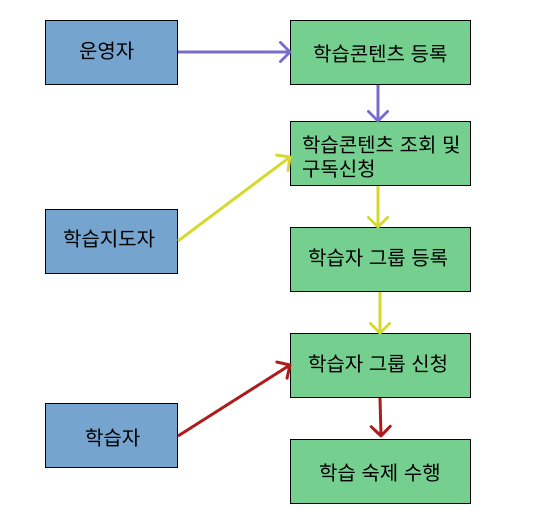 운영자
학습콘텐츠 등록
학습콘텐츠 조회 및
구독신청
학습지도자
학습자 그룹 등록
학습자 그룹 신청
학습자
학습 숙제 수행